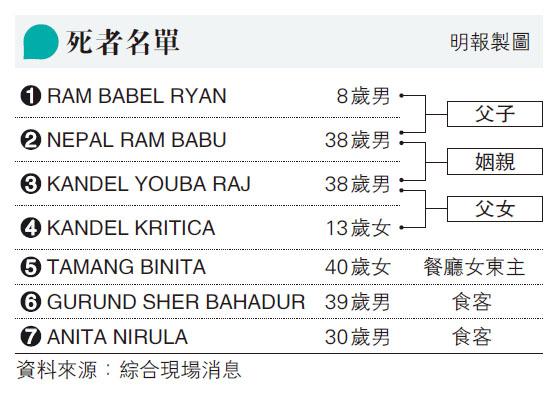 死者名單 明報製圖
❶ RAM BABEL RYAN 8歲男
父子
❷ NEPAL RAM BABU 38歲男
姻親
❸ KANDEL YOUBA RAJ 38歲男
父女
❹ KANDEL KRITICA 13歲女
❺ TAMANG BINITA 40歲女 餐廳女東主
❻ GURUND SHER BAHADUR 39歲男 食客
❼ ANITA NIRULA 30歲男 食客
資料來源：綜合現場消息